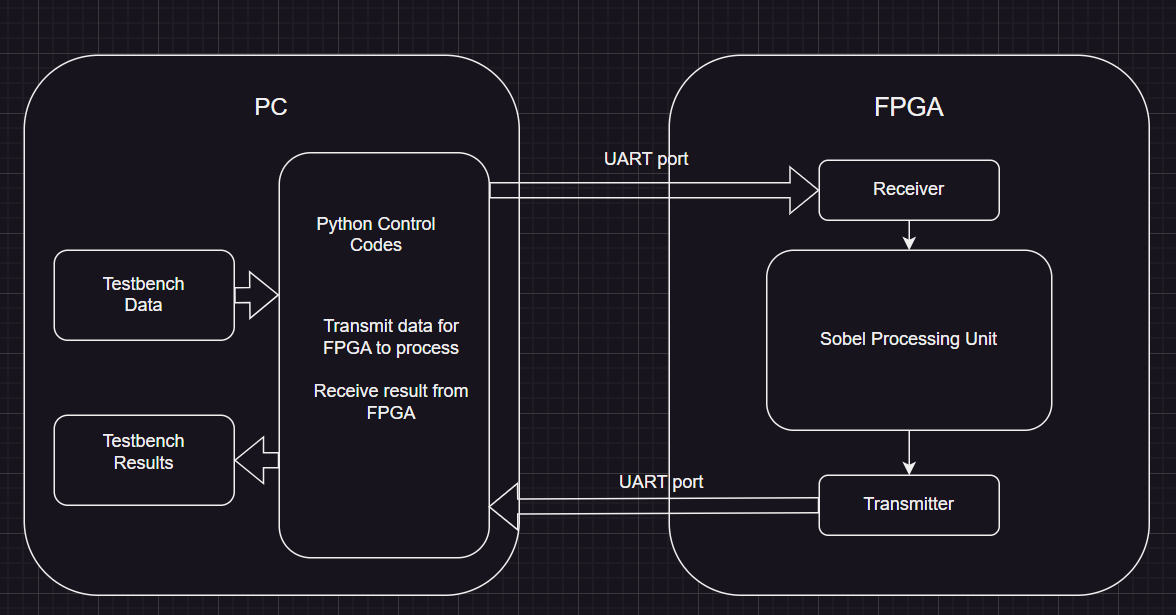 PC
Testbench
Data
Testbench
Results
Python Control
Codes
Transmit data for
FPGA to process
Receive result from
FPGA
UART port
UART port
FPGA
Receiver
Sobel Processing Unit
Transmitter